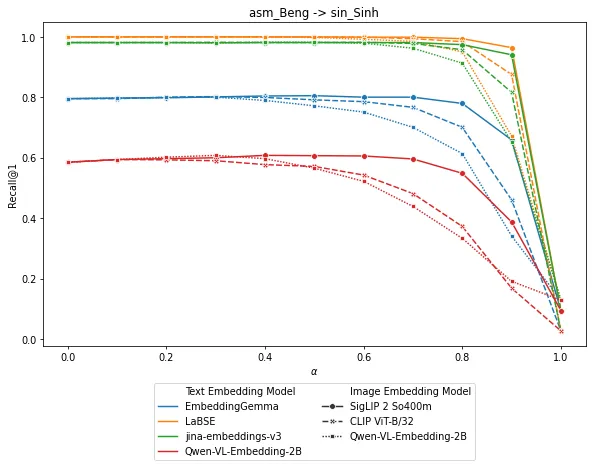 asm_Beng -> sin_Sinh
Recall@1
1.0
0.8
0.6
0.4
0.2
0.0
0.0 0.2 0.4 0.6 0.8 1.0
α
Text Embedding Model
EmbeddingGemma
LaBSE
jina-embeddings-v3
Qwen-VL-Embedding-2B
Image Embedding Model
SigLIP 2 So400m
CLIP ViT-B/32
Qwen-VL-Embedding-2B